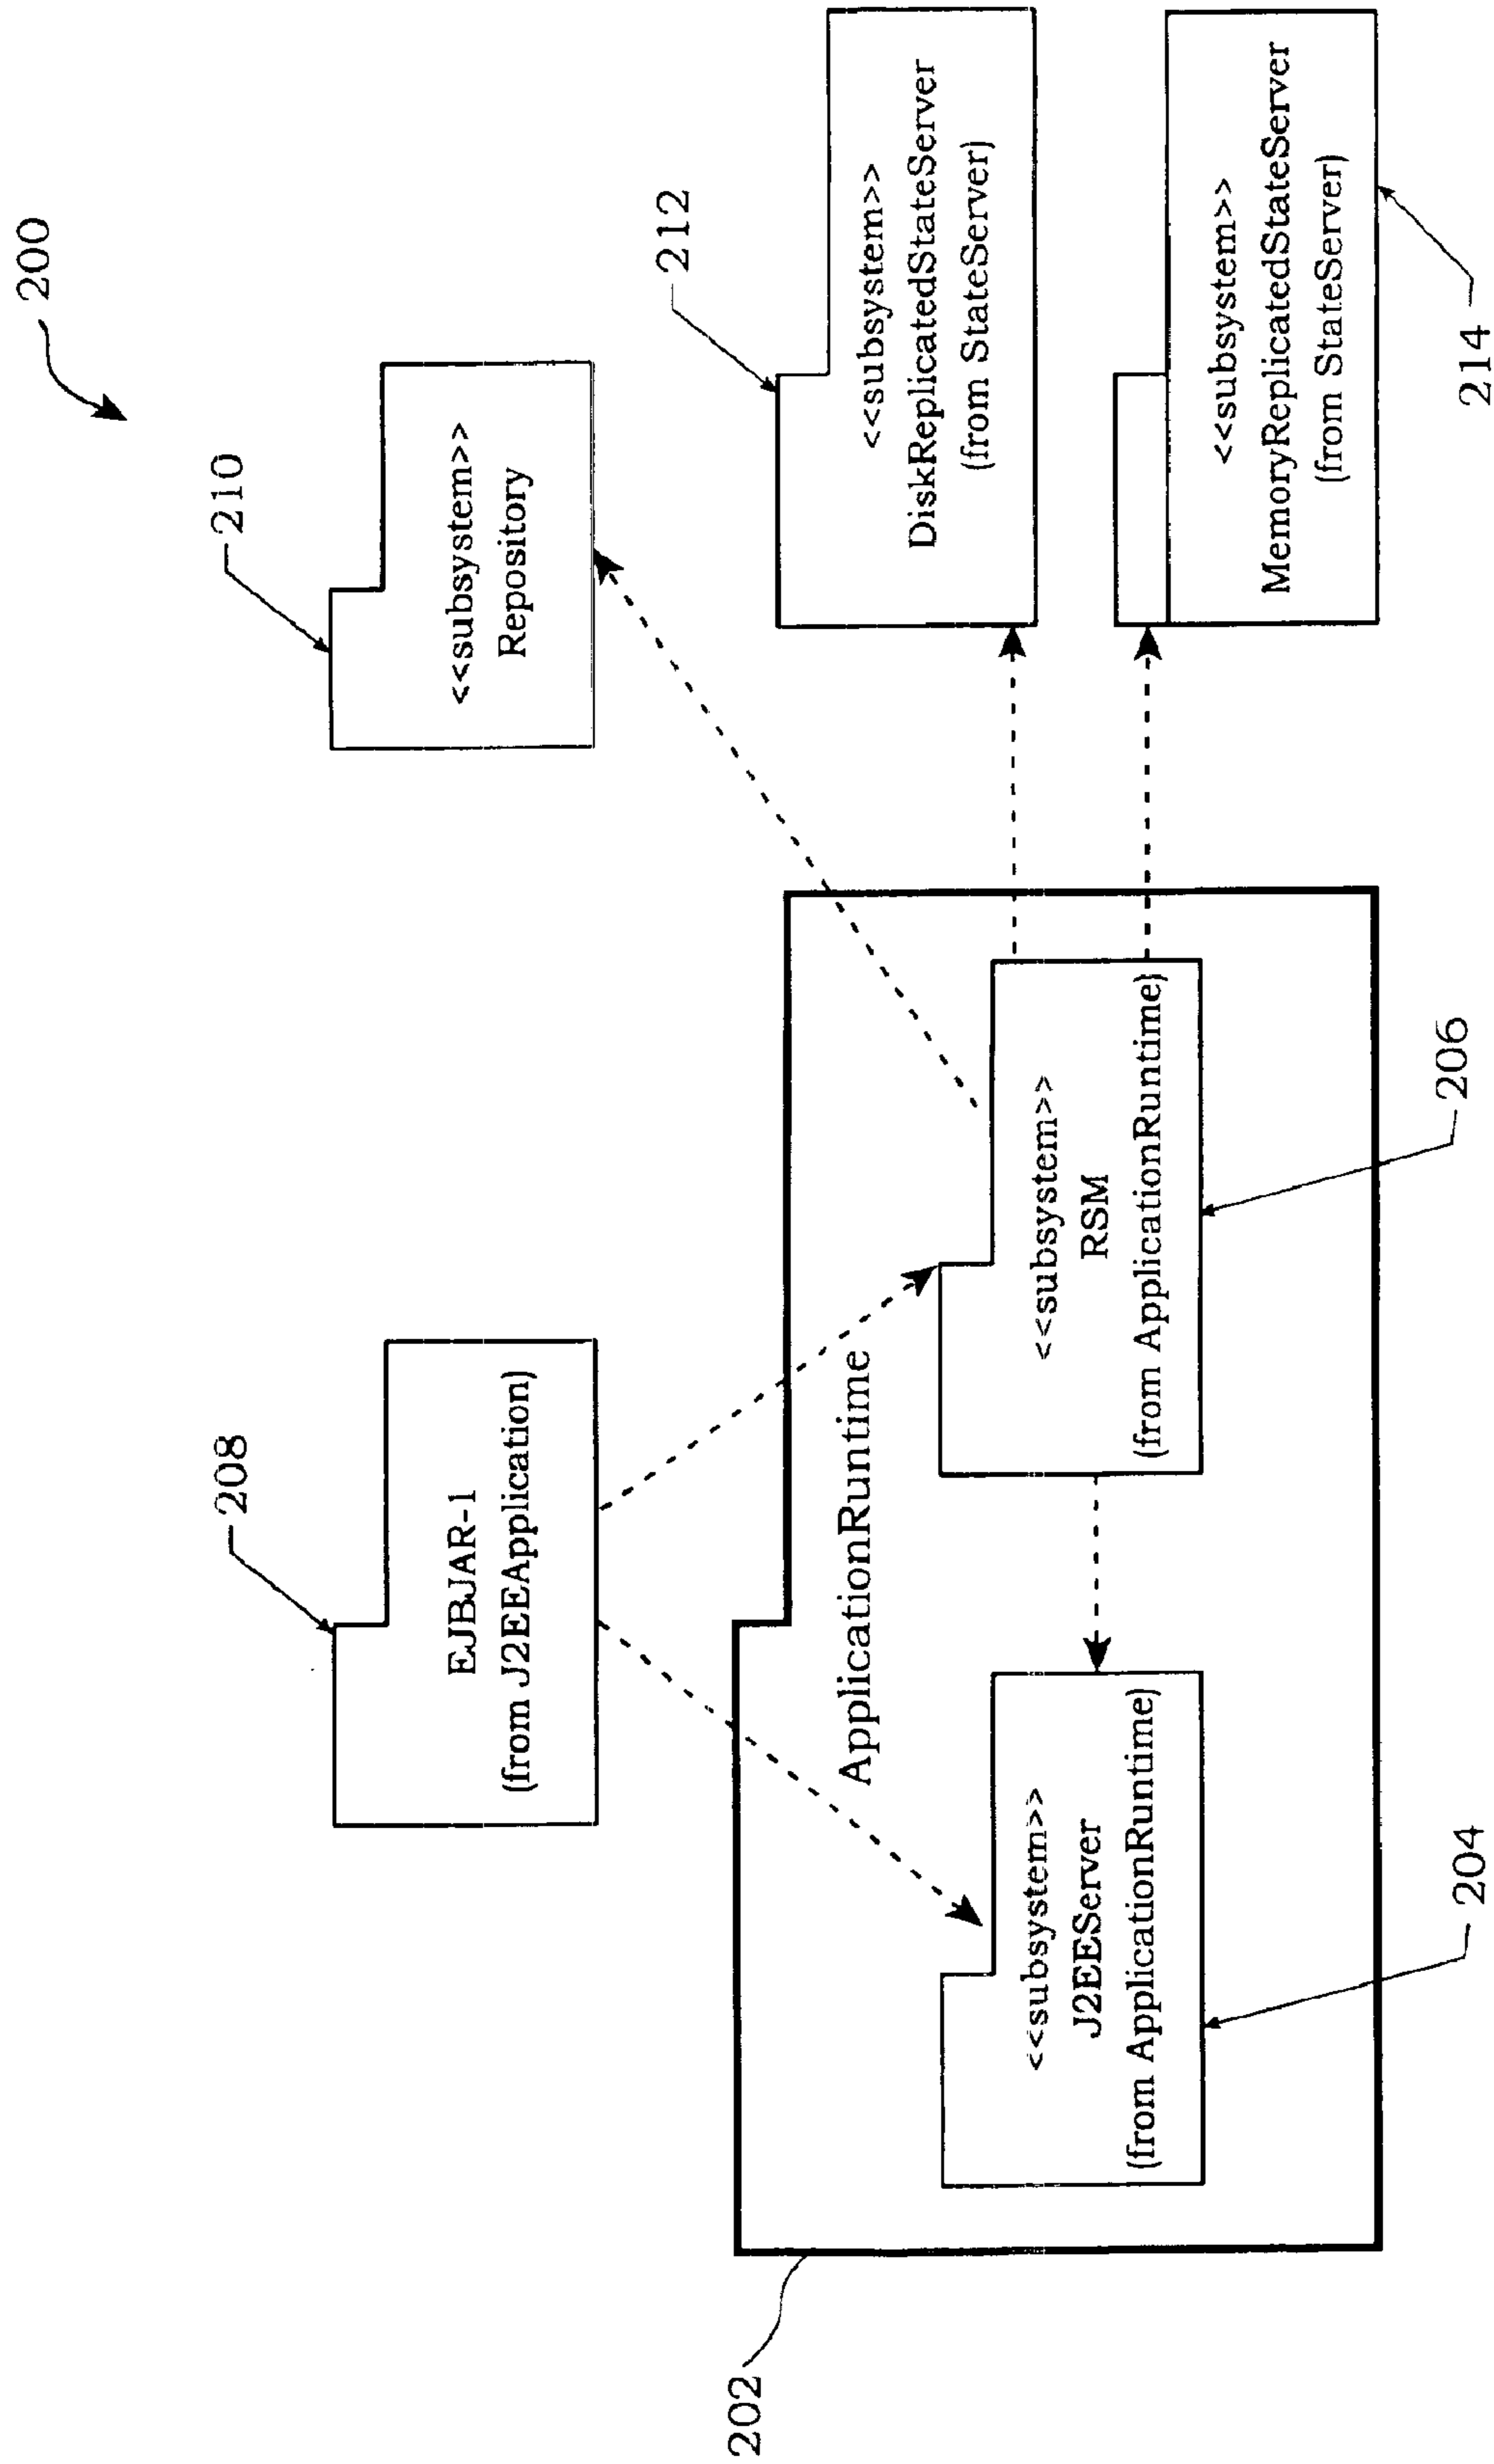 200
210
<<subsystem>>
Repository
208
EJBJAR-1
(from J2EEApplication)
212
<<subsystem>>
DiskReplicatedStateServer
(from StateServer)
<<subsystem>>
MemoryReplicatedStateServer
(from StateServer)
214
202
ApplicationRuntime
<<subsystem>>
J2EEServer
(from ApplicationRuntime)
204
<<subsystem>>
RSM
(from ApplicationRuntime)
206